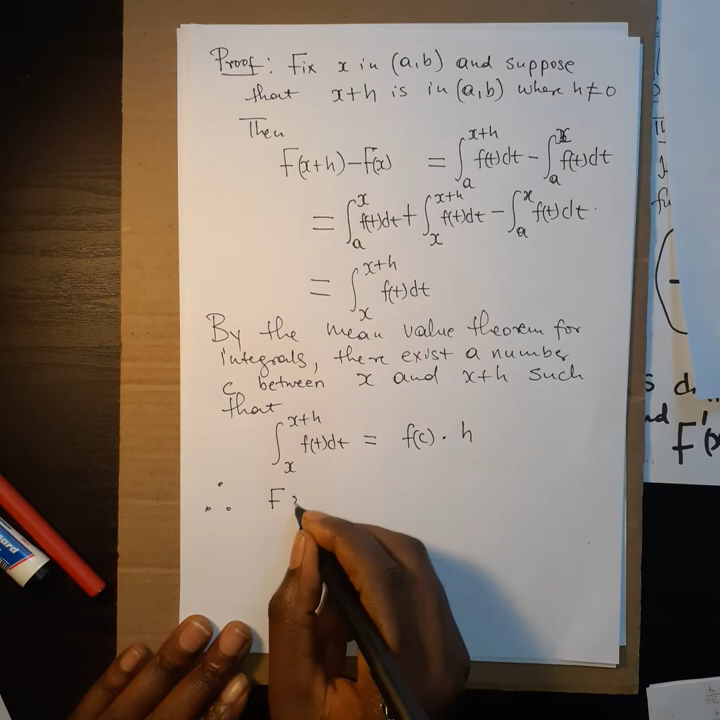 Proof: Fix x in (a,b) and suppose
that x+h is in (a,b) where h≠0
Then
F(x+h)-F(x) = ∫_a^{x+h} f(t)dt - ∫_a^x f(t)dt
= ∫_a^x f(t)dt + ∫_x^{x+h} f(t)dt - ∫_a^x f(t)dt.
= ∫_x^{x+h} f(t)dt
By the mean value theorem for
integrals, there exist a number
c between x and x+h such
that
∫_x^{x+h} f(t)dt = f(c) · h
∴ F
F'(x